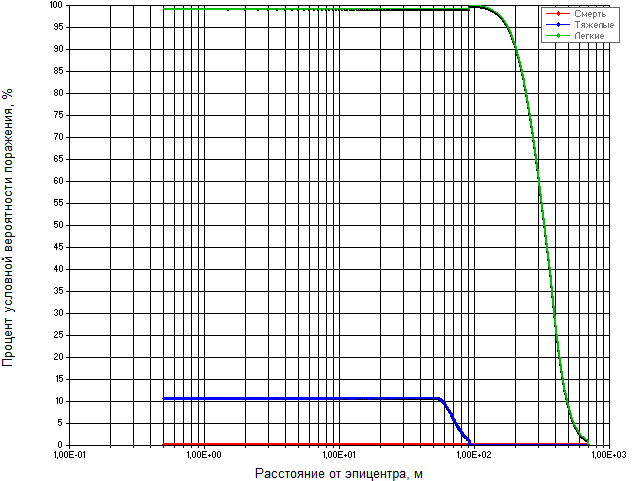 Процент условной вероятности поражения, %
100
95
90
85
80
75
70
65
60
55
50
45
40
35
30
25
20
15
10
5
0
1,00E-01
1,00E+00
1,00E+01
1,00E+02
1,00E+03
Расстояние от эпицентра, м
Смерть
Тяжелые
Легкие